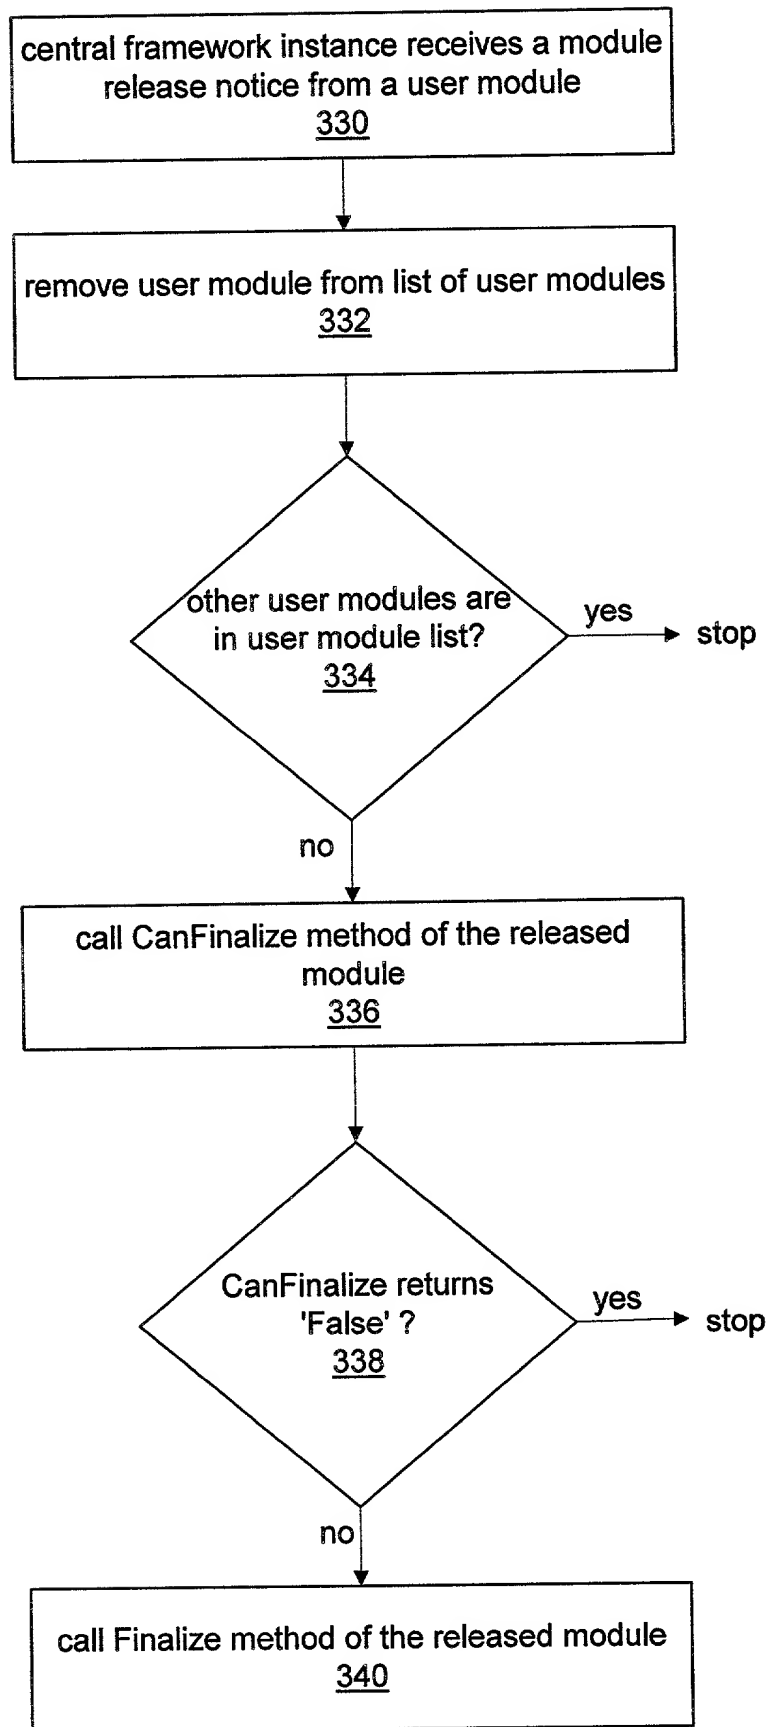 central framework instance receives a module
release notice from a user module
330
remove user module from list of user modules
332
other user modules are
in user module list?
334
yes
stop
no
call CanFinalize method of the released
module
336
CanFinalize returns
'False' ?
338
yes
stop
no
call Finalize method of the released module
340